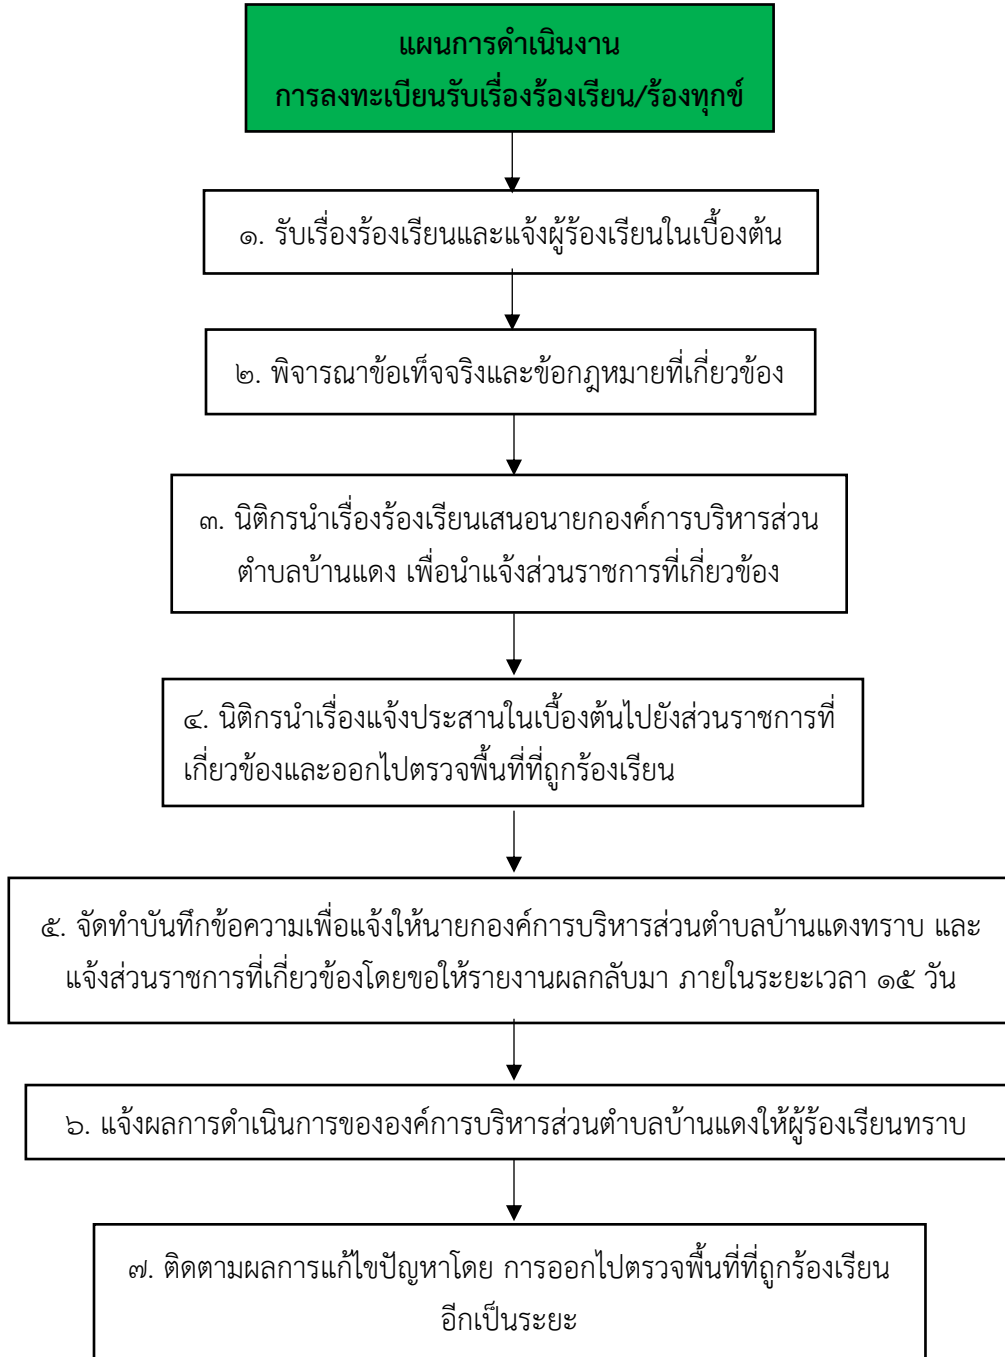 แผนการดำเนินงาน
การลงทะเบียนรับเรื่องร้องเรียน/ร้องทุกข์
๑. รับเรื่องร้องเรียนและแจ้งผู้ร้องเรียนในเบื้องต้น
๒. พิจารณาข้อเท็จจริงและข้อกฎหมายที่เกี่ยวข้อง
๓. นิติกรนำเรื่องร้องเรียนเสนอนายกองค์การบริหารส่วน
ตำบลบ้านแดง เพื่อนำแจ้งส่วนราชการที่เกี่ยวข้อง
๔. นิติกรนำเรื่องแจ้งประสานในเบื้องต้นไปยังส่วนราชการที่
เกี่ยวข้องและออกไปตรวจพื้นที่ที่ถูกร้องเรียน
๕. จัดทำบันทึกข้อความเพื่อแจ้งให้นายกองค์การบริหารส่วนตำบลบ้านแดงทราบ และ
แจ้งส่วนราชการที่เกี่ยวข้องโดยขอให้รายงานผลกลับมา ภายในระยะเวลา ๑๕ วัน
๖. แจ้งผลการดำเนินการขององค์การบริหารส่วนตำบลบ้านแดงให้ผู้ร้องเรียนทราบ
๗. ติดตามผลการแก้ไขปัญหาโดย การออกไปตรวจพื้นที่ที่ถูกร้องเรียน
อีกเป็นระยะ